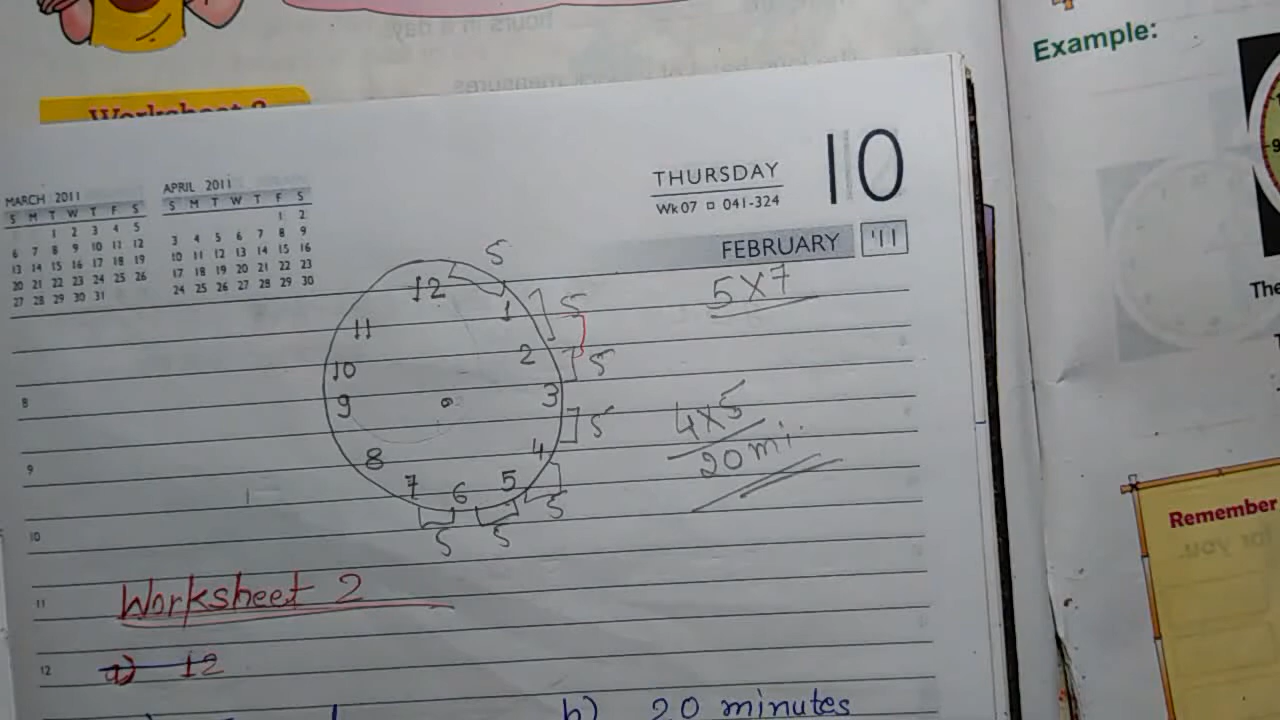 Example:
Worksheet 2
10
THURSDAY
Wk 07 □ 041-324
FEBRUARY '11
MARCH 2011
S M T W T F S
1 2 3 4 5
6 7 8 9 10 11 12
13 14 15 16 17 18 19
20 21 22 23 24 25 26
27 28 29 30 31
APRIL 2011
S M T W T F S
1 2
3 4 5 6 7 8 9
10 11 12 13 14 15 16
17 18 19 20 21 22 23
24 25 26 27 28 29 30
5
12
1
5
11
2
5
10
3
9
5
4
8
5
7
6
5
5
5
5x7
4x5
20 mi.
8
9
10
11
12
Worksheet 2
a) 12
b) 20 minutes
9
The
Remember